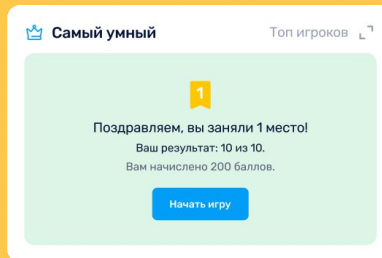 Самый умный
Топ игроков
1
Поздравляем, вы заняли 1 место!
Ваш результат: 10 из 10.
Вам начислено 200 баллов.
Начать игру